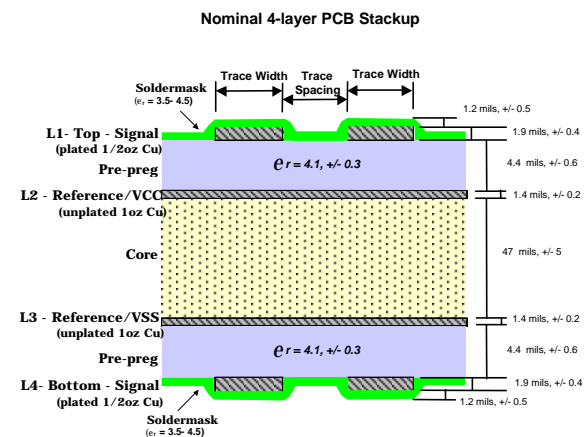 Nominal 4-layer PCB Stackup
Trace Width
Trace
Spacing
Trace Width
Soldermask
(er = 3.5- 4.5)
1.2 mils, +/- 0.5
L1- Top - Signal
(plated 1/2oz Cu)
1.9 mils, +/- 0.4
Pre-preg
er = 4.1, +/- 0.3
4.4 mils, +/- 0.6
L2 - Reference/VCC
(unplated 1oz Cu)
1.4 mils, +/- 0.2
Core
47 mils, +/- 5
L3 - Reference/VSS
(unplated 1oz Cu)
1.4 mils, +/- 0.2
Pre-preg
er = 4.1, +/- 0.3
4.4 mils, +/- 0.6
L4- Bottom - Signal
(plated 1/2oz Cu)
1.9 mils, +/- 0.4
1.2 mils, +/- 0.5
Soldermask
(er = 3.5- 4.5)